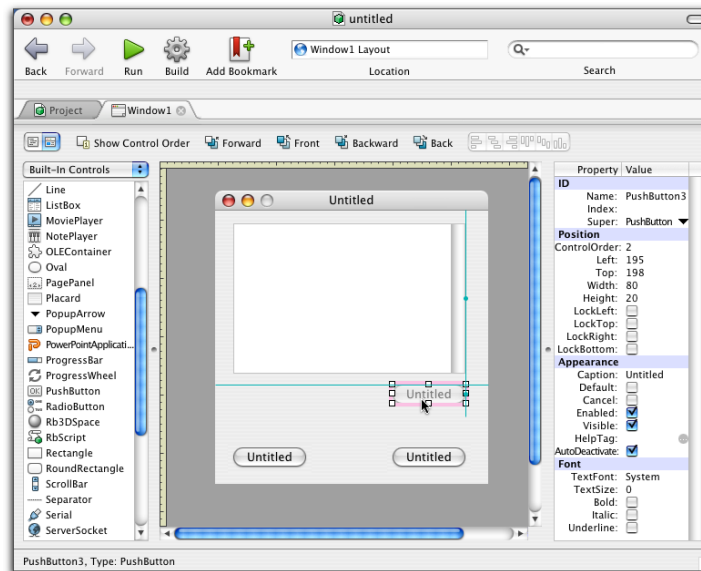 untitled
Back
Forward
Run
Build
Add Bookmark
Window1 Layout
Location
Search
Project
Window1
Show Control Order
Forward
Front
Backward
Back
Built-In Controls
Line
ListBox
MoviePlayer
NotePlayer
OLEContainer
Oval
PagePanel
Placard
PopupArrow
PopupMenu
PowerPointApplicati...
ProgressBar
ProgressWheel
PushButton
RadioButton
Rb3DSpace
RbScript
Rectangle
RoundRectangle
ScrollBar
Separator
Serial
ServerSocket
Untitled
Untitled
Untitled
Untitled
Property Value
ID
Name: PushButton3
Index:
Super: PushButton
Position
ControlOrder: 2
Left: 195
Top: 198
Width: 80
Height: 20
LockLeft:
LockTop:
LockRight:
LockBottom:
Appearance
Caption: Untitled
Default:
Cancel:
Enabled:
Visible:
HelpTag:
AutoDeactivate:
Font
TextFont: System
TextSize: 0
Bold:
Italic:
Underline:
PushButton3, Type: PushButton